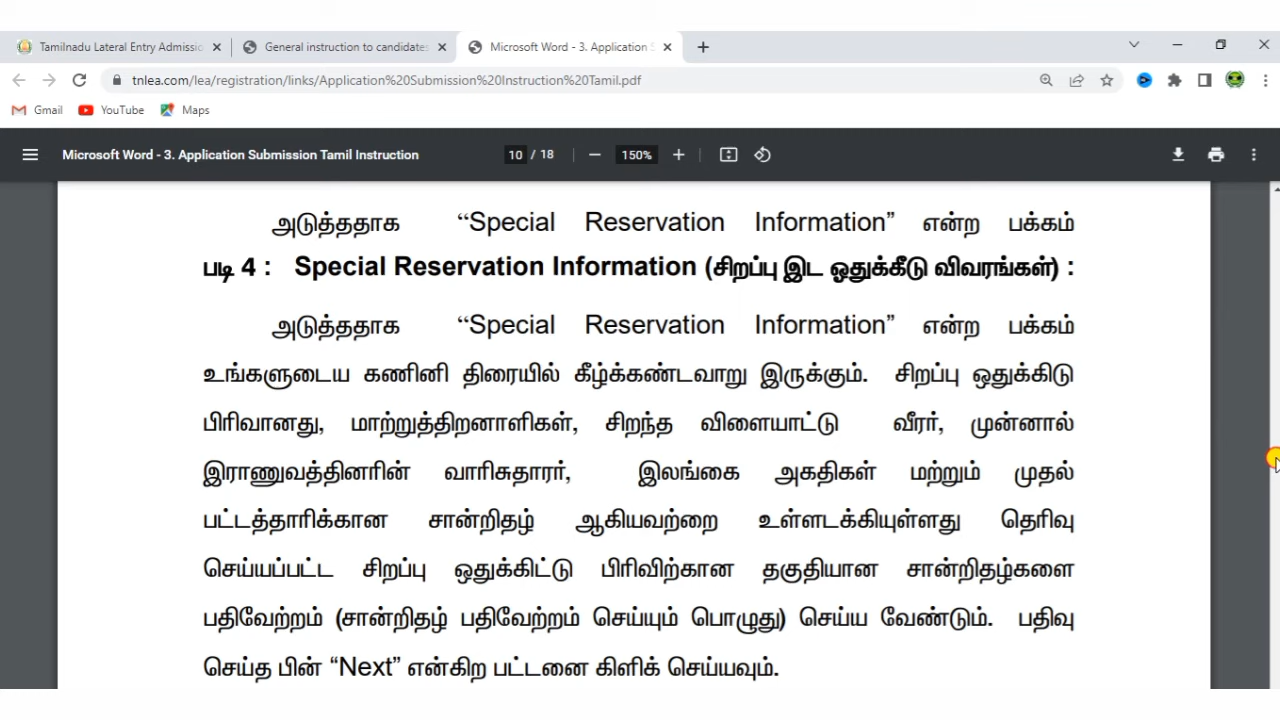 Tamilnadu Lateral Entry Admissio
General instruction to candidates
Microsoft Word - 3. Application S
tnlea.com/lea/registration/links/Application%20Submission%20Instruction%20Tamil.pdf
Gmail YouTube Maps
Microsoft Word - 3. Application Submission Tamil Instruction 10 / 18 150%
அடுத்ததாக “Special Reservation Information” என்ற பக்கம்
படி 4 : Special Reservation Information (சிறப்பு இட ஓதுக்கீடு விவரங்கள்) :
அடுத்ததாக “Special Reservation Information” என்ற பக்கம்
உங்களுடைய கணினி திரையில் கீழ்க்கண்டவாறு இருக்கும். சிறப்பு ஒதுக்கிடு
பிரிவானது, மாற்றுத்திறனாளிகள், சிறந்த விளையாட்டு வீரர், முன்னால்
இராணுவத்தினரின் வாரிசுதாரர், இலங்கை அகதிகள் மற்றும் முதல்
பட்டத்தாரிக்கான சான்றிதழ் ஆகியவற்றை உள்ளடக்கியுள்ளது தெரிவு
செய்யப்பட்ட சிறப்பு ஒதுக்கிட்டு பிரிவிற்கான தகுதியான சான்றிதழ்களை
பதிவேற்றம் (சான்றிதழ் பதிவேற்றம் செய்யும் பொழுது) செய்ய வேண்டும். பதிவு
செய்த பின் “Next” என்கிற பட்டனை கிளிக் செய்யவும்.